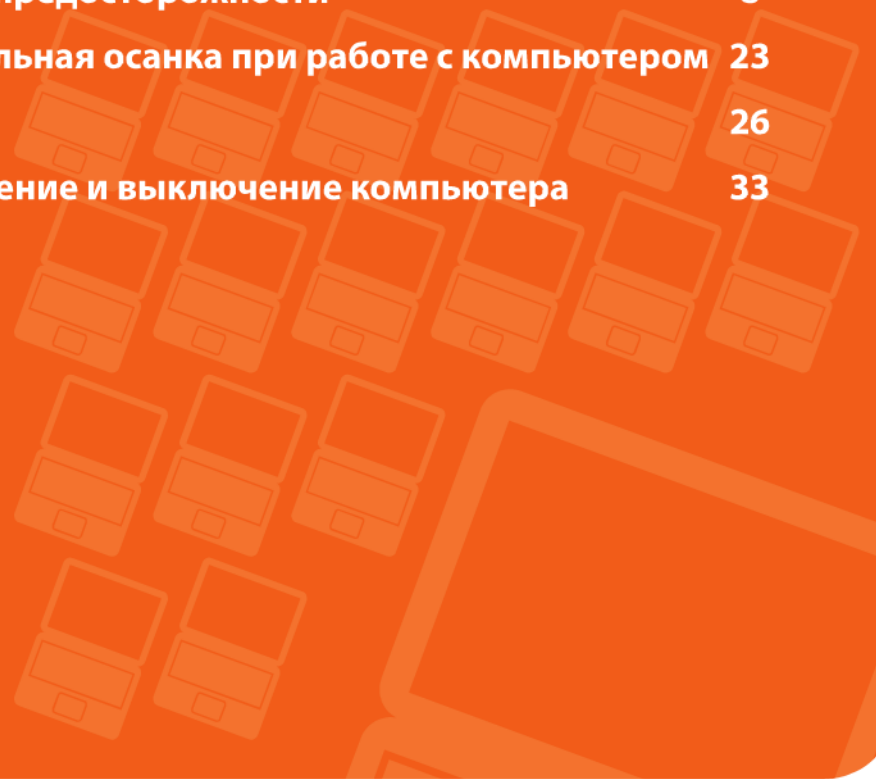 льная осанка при работе с компьютером 23
26
ение и выключение компьютера 33